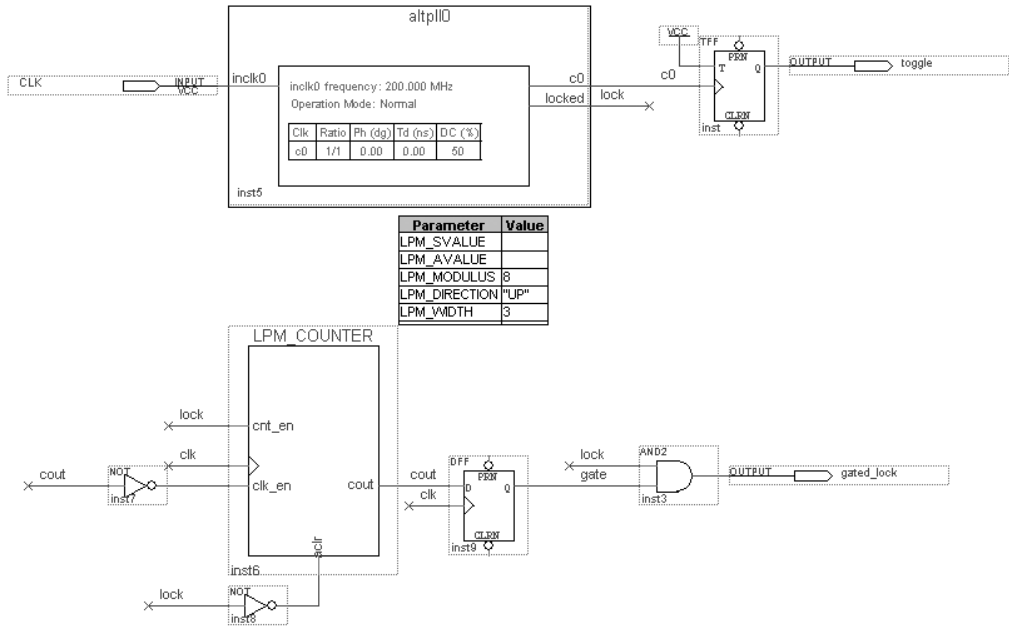 altpll0
CLK
INPUT
VCC
inclk0
inclk0 frequency: 200.000 MHz
Operation Mode: Normal
Clk Ratio Ph (dg) Td (ns) DC (%)
c0 1/1 0.00 0.00 50
c0
locked
inst5
lock
c0
VCC
TFF
PRN
T Q
CLRN
inst
OUTPUT
toggle
Parameter Value
LPM_SVALUE
LPM_AVALUE
LPM_MODULUS 8
LPM_DIRECTION "UP"
LPM_WIDTH 3
LPM_COUNTER
lock
cnt_en
clk
cout
NOT
inst7
clk_en
cout
aclr
inst6
lock
NOT
inst8
cout
clk
DFF
PRN
D Q
CLRN
inst9
lock
gate
AND2
inst3
OUTPUT
gated_lock